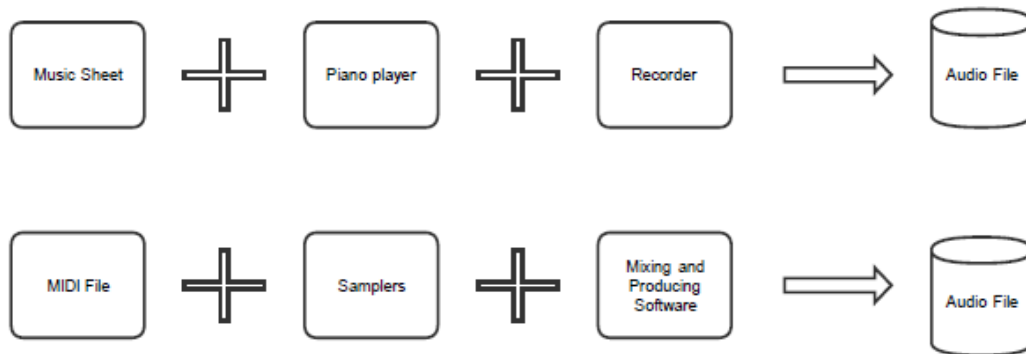 Music Sheet
Piano player
Recorder
Audio File
MIDI File
Samplers
Mixing and
Producing
Software
Audio File